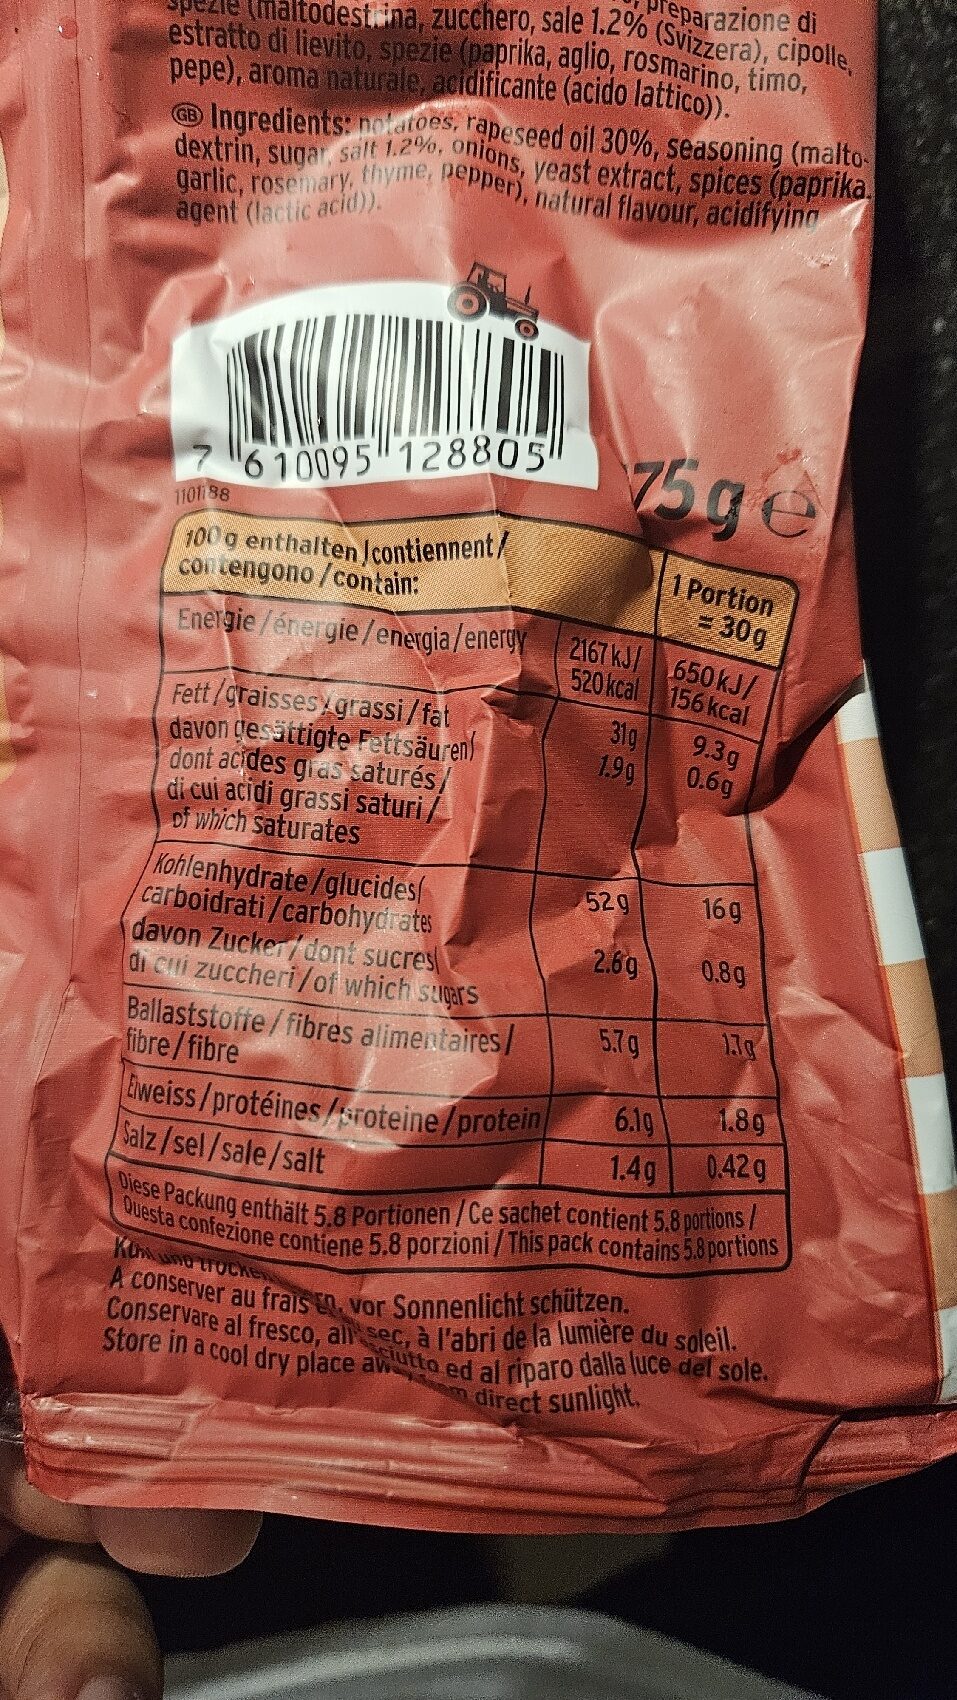 preparazione di
spezie (maltodestrina, zucchero, sale 1.2% (Svizzera), cipolle,
estratto di lievito, spezie (paprika, aglio, rosmarino, timo,
pepe), aroma naturale, acidificante (acido lattico)).
GB Ingredients: potatoes, rapeseed oil 30%, seasoning (malto-
dextrin, sugar, salt 1.2%, onions, yeast extract, spices (paprika,
garlic, rosemary, thyme, pepper), natural flavour, acidifying
agent (lactic acid)).
7 610095 128805
1101188
75 g e
100 g enthalten / contiennent /
contengono / contain:
1 Portion
= 30 g
Energie / énergie / energia / energy
2167 kJ/ 650 kJ/
520 kcal 156 kcal
Fett / graisses / grassi / fat 31g 9.3g
davon gesättigte Fettsäuren/ 1.9g 0.6g
dont acides gras saturés /
di cui acidi grassi saturi /
of which saturates
Kohlenhydrate / glucides/
carboidrati / carbohydrates 52g 16g
davon Zucker / dont sucres/
di cui zuccheri / of which sugars 2.6g 0.8g
Ballaststoffe / fibres alimentaires /
fibre / fibre 5.7g 1.7g
Eiweiss / protéines / proteine / protein 6.1g 1.8g
Salz / sel / sale / salt 1.4g 0.42g
Diese Packung enthält 5.8 Portionen / Ce sachet contient 5.8 portions /
Questa confezione contiene 5.8 porzioni / This pack contains 5.8 portions
und vor Sonnenlicht schützen.
A conserver au frais sec, à l'abri de la lumière du soleil.
Conservare al fresco, all'asciutto ed al riparo dalla luce del sole.
Store in a cool dry place away from direct sunlight.